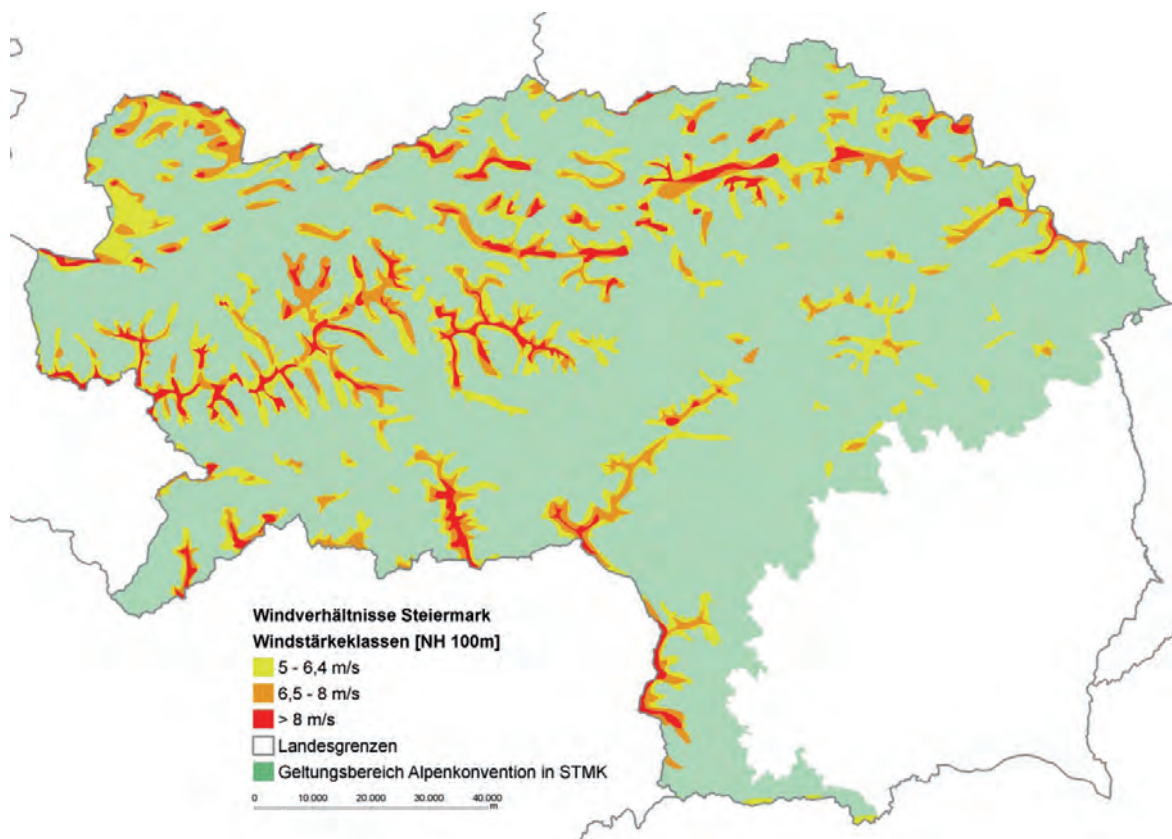 Windverhältnisse Steiermark
Windstärkeklassen [NH 100m]
5 - 6,4 m/s
6,5 - 8 m/s
> 8 m/s
Landesgrenzen
Geltungsbereich Alpenkonvention in STMK
0 10.000 20.000 30.000 40.000
m